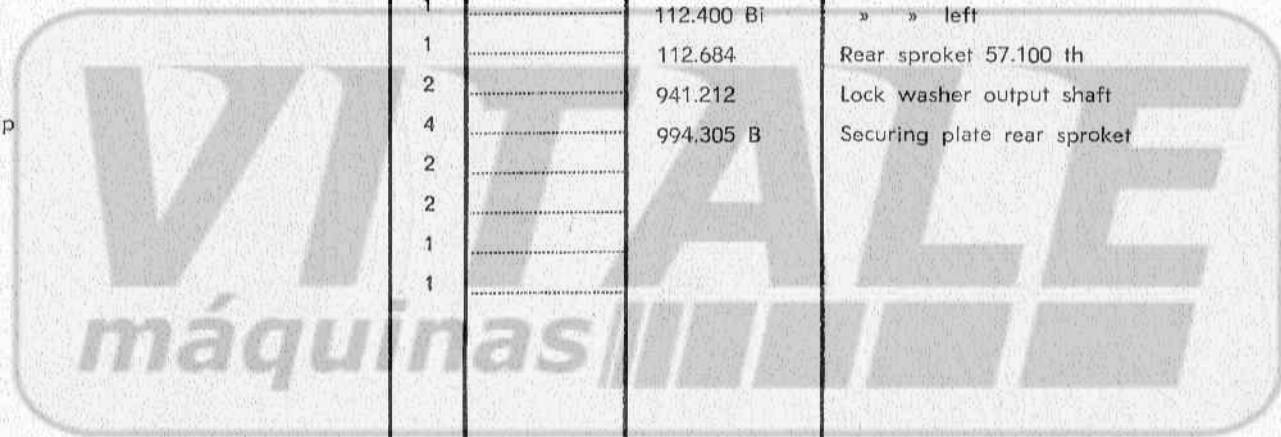 1 112.400 Bi » » left
1 112.684 Rear sproket 57.100 th
2 941.212 Lock washer output shaft
p 4 994.305 B Securing plate rear sproket
2
2
1
1
VITALE
máquinas